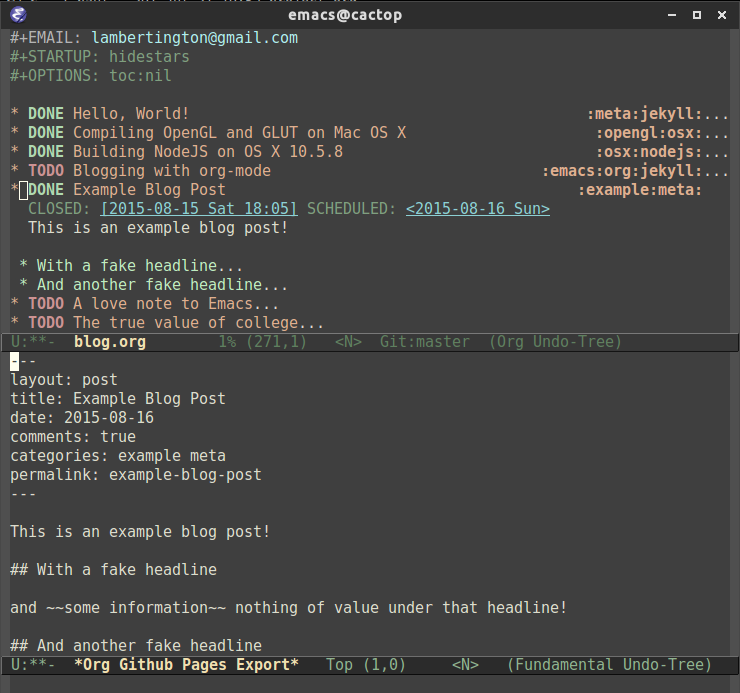 emacs@cactop
#+EMAIL: lambertington@gmail.com
#+STARTUP: hidestars
#+OPTIONS: toc:nil
* DONE Hello, World! :meta:jekyll:...
* DONE Compiling OpenGL and GLUT on Mac OS X :opengl:osx:...
* DONE Building NodeJS on OS X 10.5.8 :osx:nodejs:...
* TODO Blogging with org-mode :emacs:org:jekyll:...
* DONE Example Blog Post :example:meta:
CLOSED: [2015-08-15 Sat 18:05] SCHEDULED: <2015-08-16 Sun>
This is an example blog post!
* With a fake headline...
* And another fake headline...
* TODO A love note to Emacs...
* TODO The true value of college...
U:**- blog.org 1% (271,1) <N> Git:master (Org Undo-Tree)
---
layout: post
title: Example Blog Post
date: 2015-08-16
comments: true
categories: example meta
permalink: example-blog-post
---
This is an example blog post!
## With a fake headline
and ~~some information~~ nothing of value under that headline!
## And another fake headline
U:**- *Org Github Pages Export* Top (1,0) <N> (Fundamental Undo-Tree)